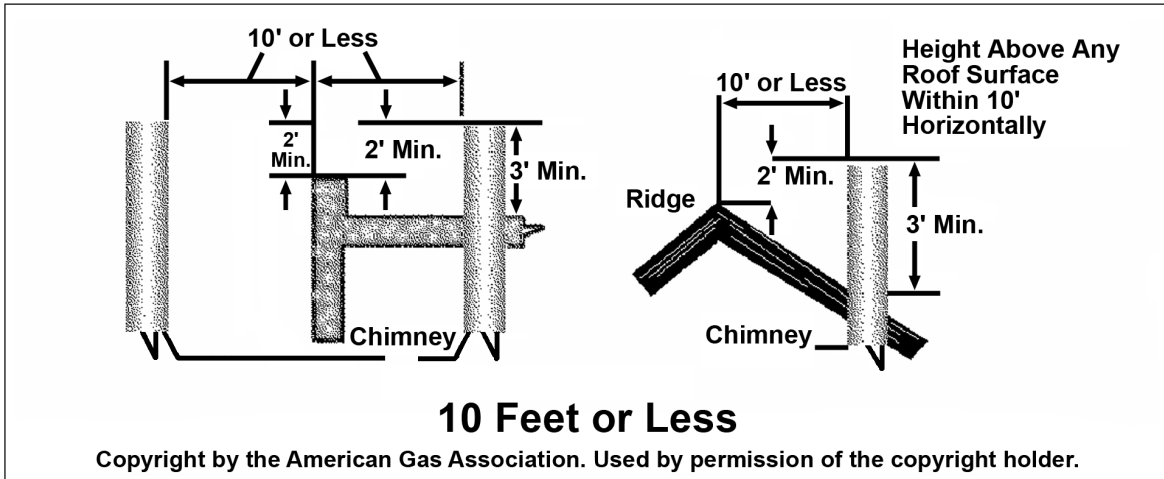 10' or Less
2'
Min.
2' Min.
3' Min.
Chimney
10' or Less
Height Above Any
Roof Surface
Within 10'
Horizontally
2' Min.
Ridge
3' Min.
Chimney
10 Feet or Less
Copyright by the American Gas Association. Used by permission of the copyright holder.